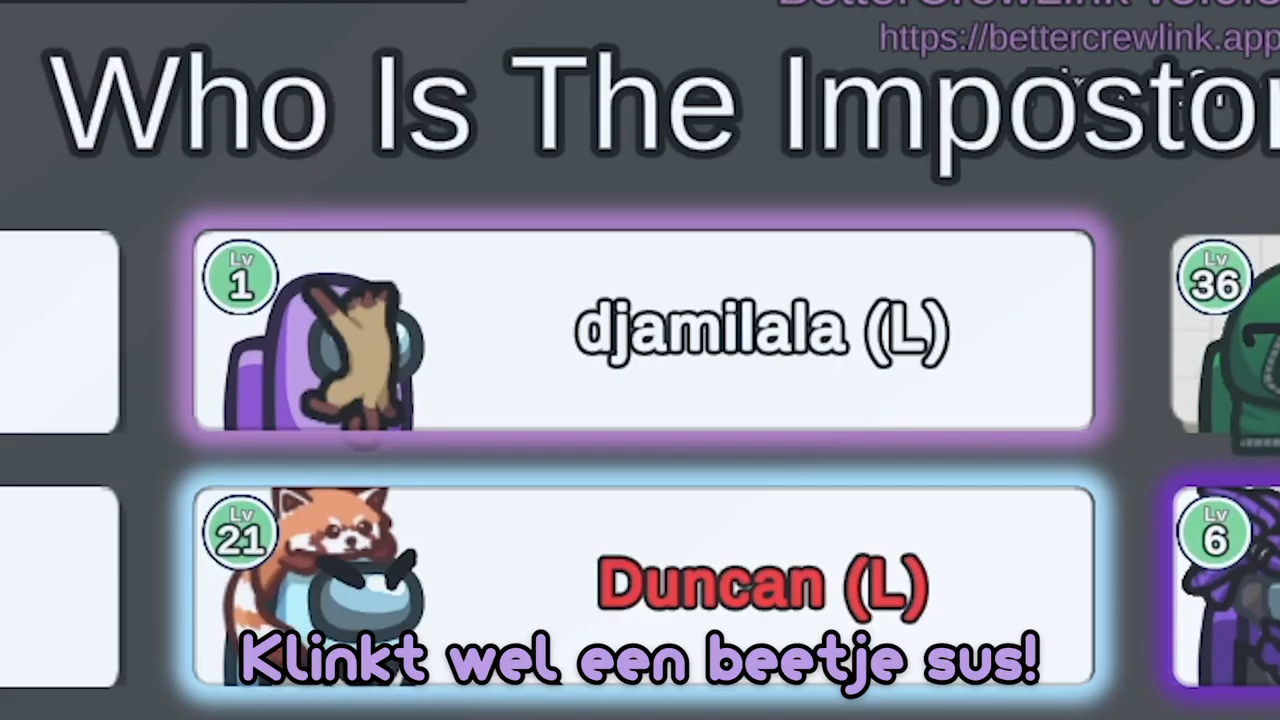 https://bettercrewlink.app
Who Is The Impostor
Lv
1
djamilala (L)
Lv
36
Lv
21
Duncan (L)
Lv
6
Klinkt wel een beetje sus!